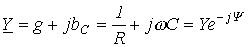 Y = g + jb_C = 1/R + jωC = Ye^{-jΨ}